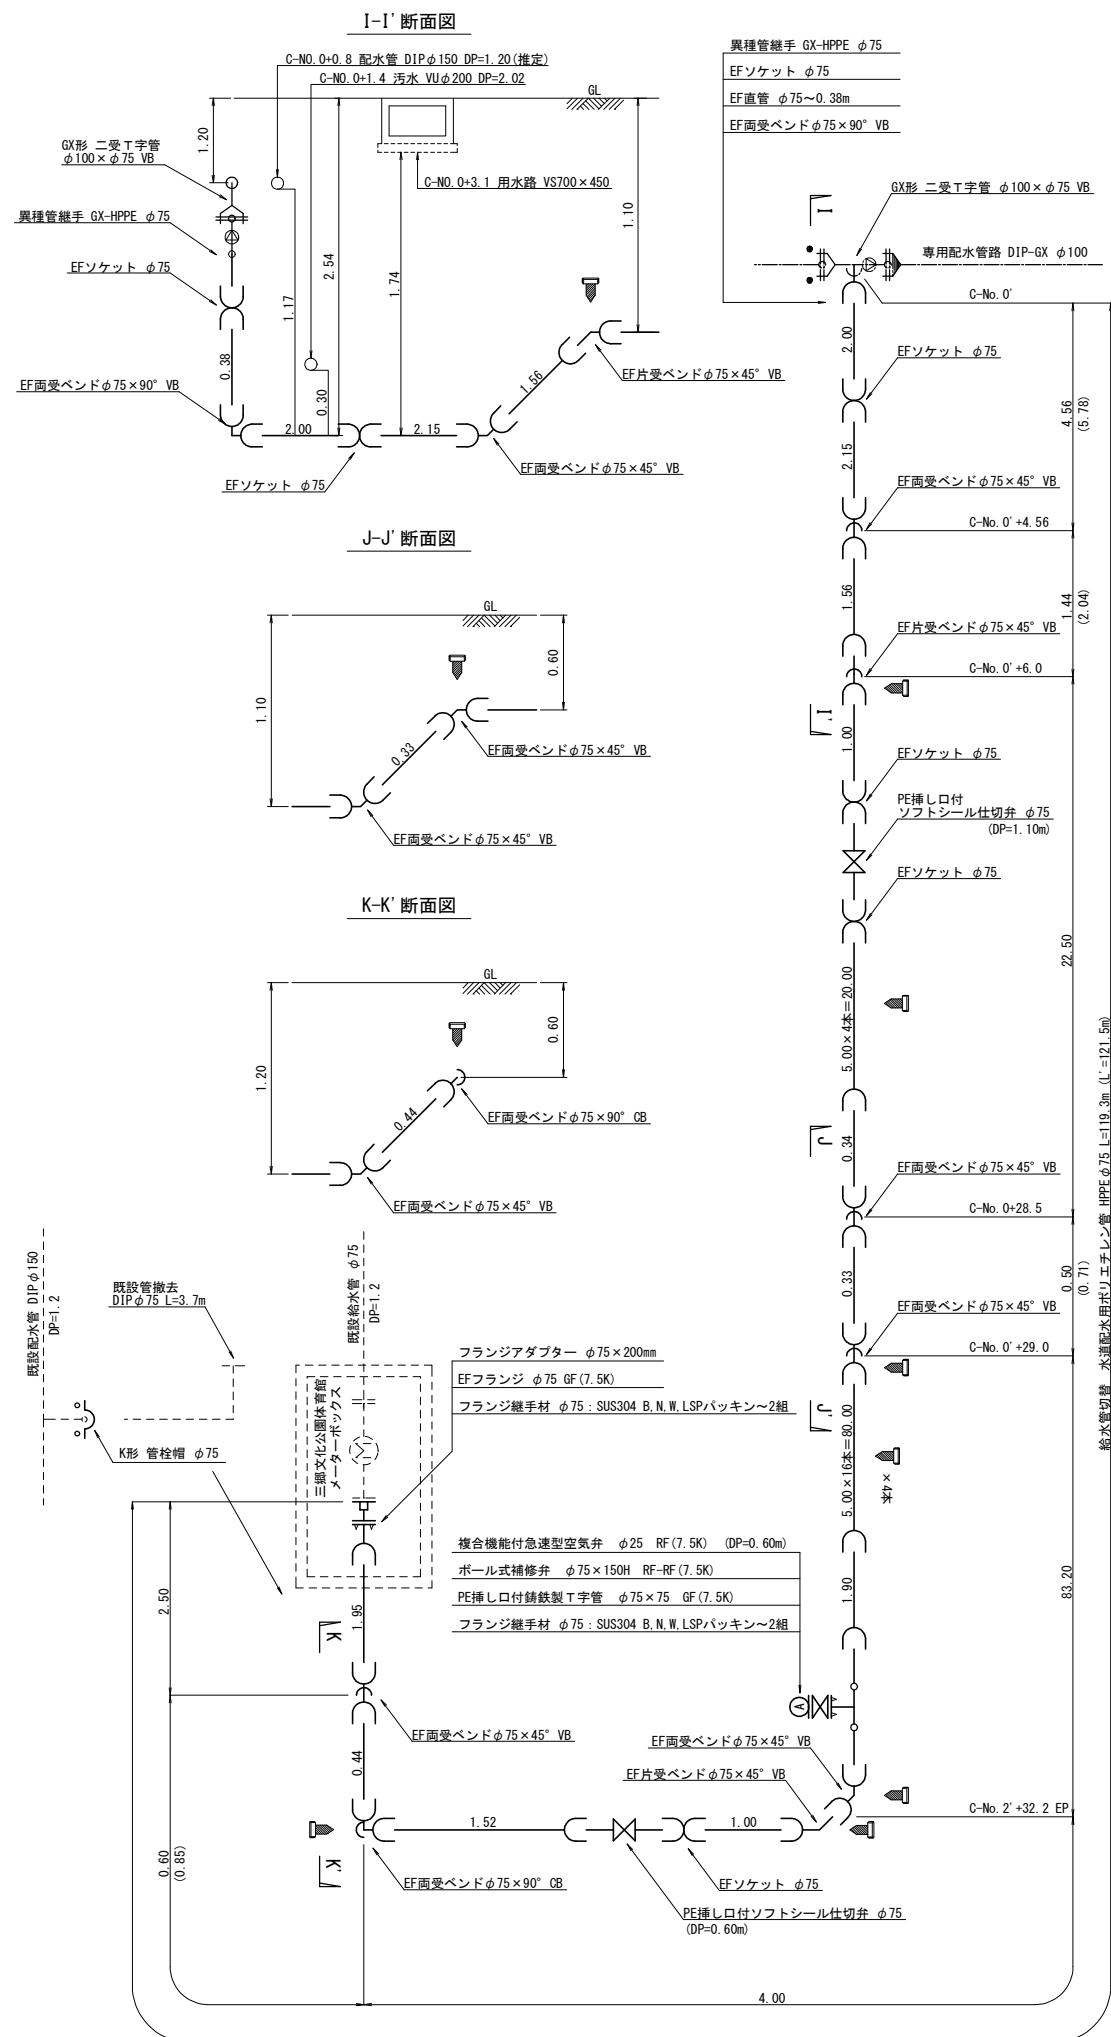 I-I' 断面図
C-NO.0+0.8 配水管 DIPφ150 DP=1.20(推定)
C-NO.0+1.4 汚水 VUφ200 DP=2.02
GL
1.20
GX形 二受T字管
φ100×φ75 VB
C-NO.0+3.1 用水路 VS700×450
1.10
異種管継手 GX-HPPE φ75
2.54
EFソケット φ75
1.74
1.17
0.38
1.56
EF片受ベンドφ75×45° VB
EF両受ベンドφ75×90° VB
0.30
2.00
2.15
EF両受ベンドφ75×45° VB
EFソケット φ75
J-J' 断面図
GL
0.60
1.10
0.33
EF両受ベンドφ75×45° VB
EF両受ベンドφ75×45° VB
K-K' 断面図
GL
0.60
1.20
0.44
EF両受ベンドφ75×90° CB
EF両受ベンドφ75×45° VB
異種管継手 GX-HPPE φ75
EFソケット φ75
EF直管 φ75～0.38m
EF両受ベンドφ75×90° VB
I
GX形 二受T字管 φ100×φ75 VB
専用配水管路 DIP-GX φ100
C-No.0'
2.00
EFソケット φ75
4.56
(5.78)
2.15
EF両受ベンドφ75×45° VB
C-No.0'+4.56
1.56
1.44
(2.04)
EF片受ベンドφ75×45° VB
C-No.0'+6.0
I'
1.00
EFソケット φ75
PE挿し口付
ソフトシール仕切弁 φ75
(DP=1.10m)
EFソケット φ75
22.50
5.00×4本=20.00
J
0.34
EF両受ベンドφ75×45° VB
C-No.0+28.5
0.33
0.50
(0.71)
EF両受ベンドφ75×45° VB
C-No.0'+29.0
J'
5.00×16本=80.00
×4本
給水管切替 水道配水用ポリエチレン管 HPPEφ75 L=119.3m (L'=121.5m)
83.20
1.90
既設配水管 DIPφ150
DP=1.2
既設管撤去
DIPφ75 L=3.7m
既設給水管 φ75
DP=1.2
K形 管栓帽 φ75
三郷文化公園体育館
メーターボックス
フランジアダプター φ75×200mm
EFフランジ φ75 GF(7.5K)
フランジ継手材 φ75：SUS304 B,N,W,LSPパッキン～2組
複合機能付急速型空気弁 φ25 RF(7.5K) (DP=0.60m)
ボール式補修弁 φ75×150H RF-RF(7.5K)
PE挿し口付鋳鉄製T字管 φ75×75 GF(7.5K)
フランジ継手材 φ75：SUS304 B,N,W,LSPパッキン～2組
A
2.50
1.95
K
EF両受ベンドφ75×45° VB
0.44
EF両受ベンドφ75×45° VB
EF片受ベンドφ75×45° VB
C-No.2'+32.2 EP
1.52
1.00
0.60
(0.85)
K'
EF両受ベンドφ75×90° CB
EFソケット φ75
PE挿し口付ソフトシール仕切弁 φ75
(DP=0.60m)
4.00